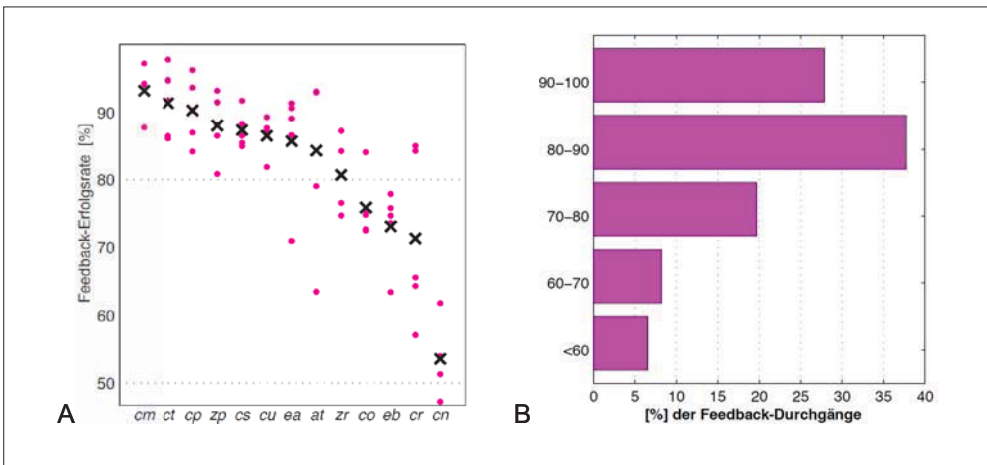 Feedback-Erfolgsrate [%]
90
80
70
60
50
cm ct cp zp cs cu ea at zr co eb cr cn
A
90–100
80–90
70–80
60–70
<60
0 5 10 15 20 25 30 35 40
[%] der Feedback-Durchgänge
B